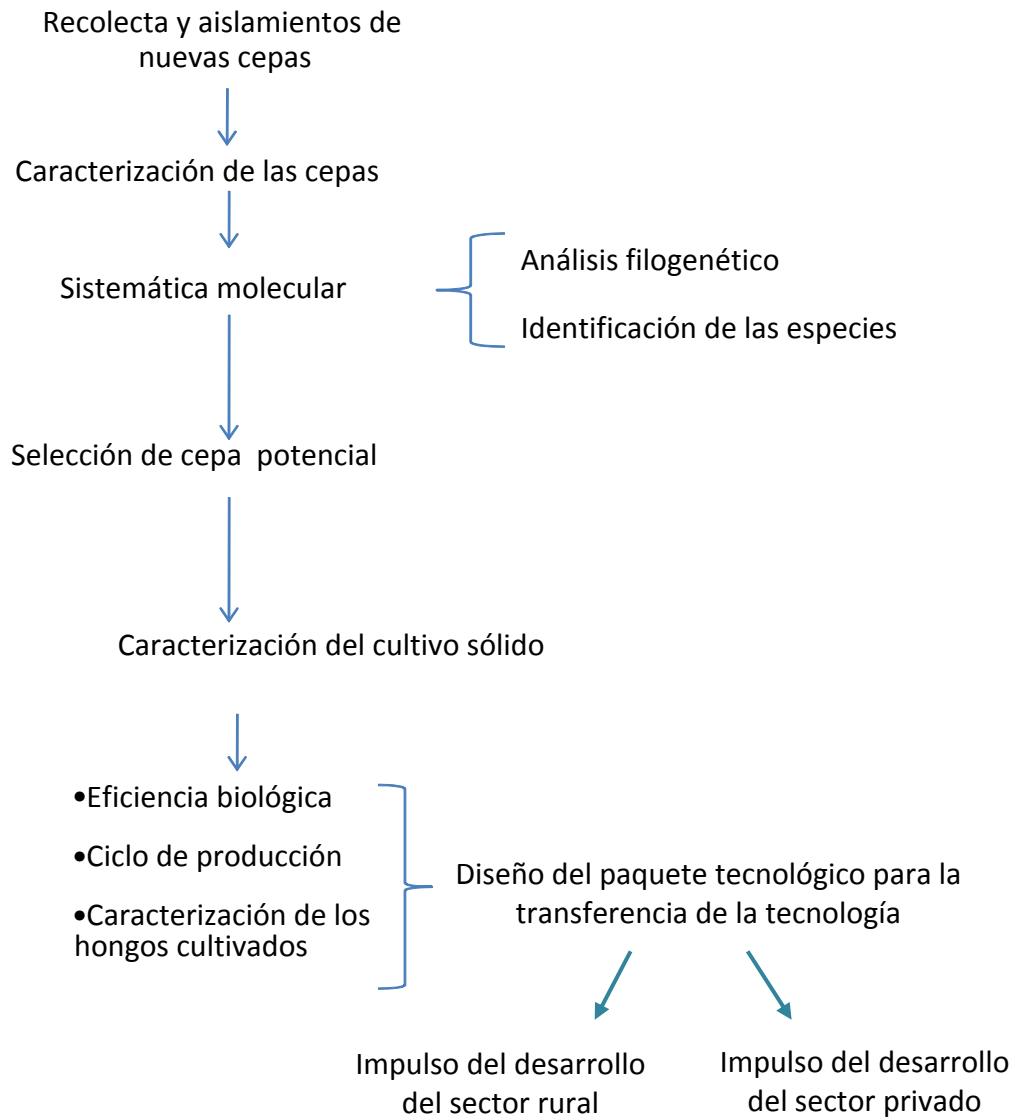 Recolecta y aislamientos de
nuevas cepas
Caracterización de las cepas
Sistemática molecular
Análisis filogenético
Identificación de las especies
Selección de cepa  potencial
Caracterización del cultivo sólido
•Eficiencia biológica
•Ciclo de producción
•Caracterización de los
hongos cultivados
Diseño del paquete tecnológico para la
transferencia de la tecnología
Impulso del desarrollo
del sector rural
Impulso del desarrollo
del sector privado